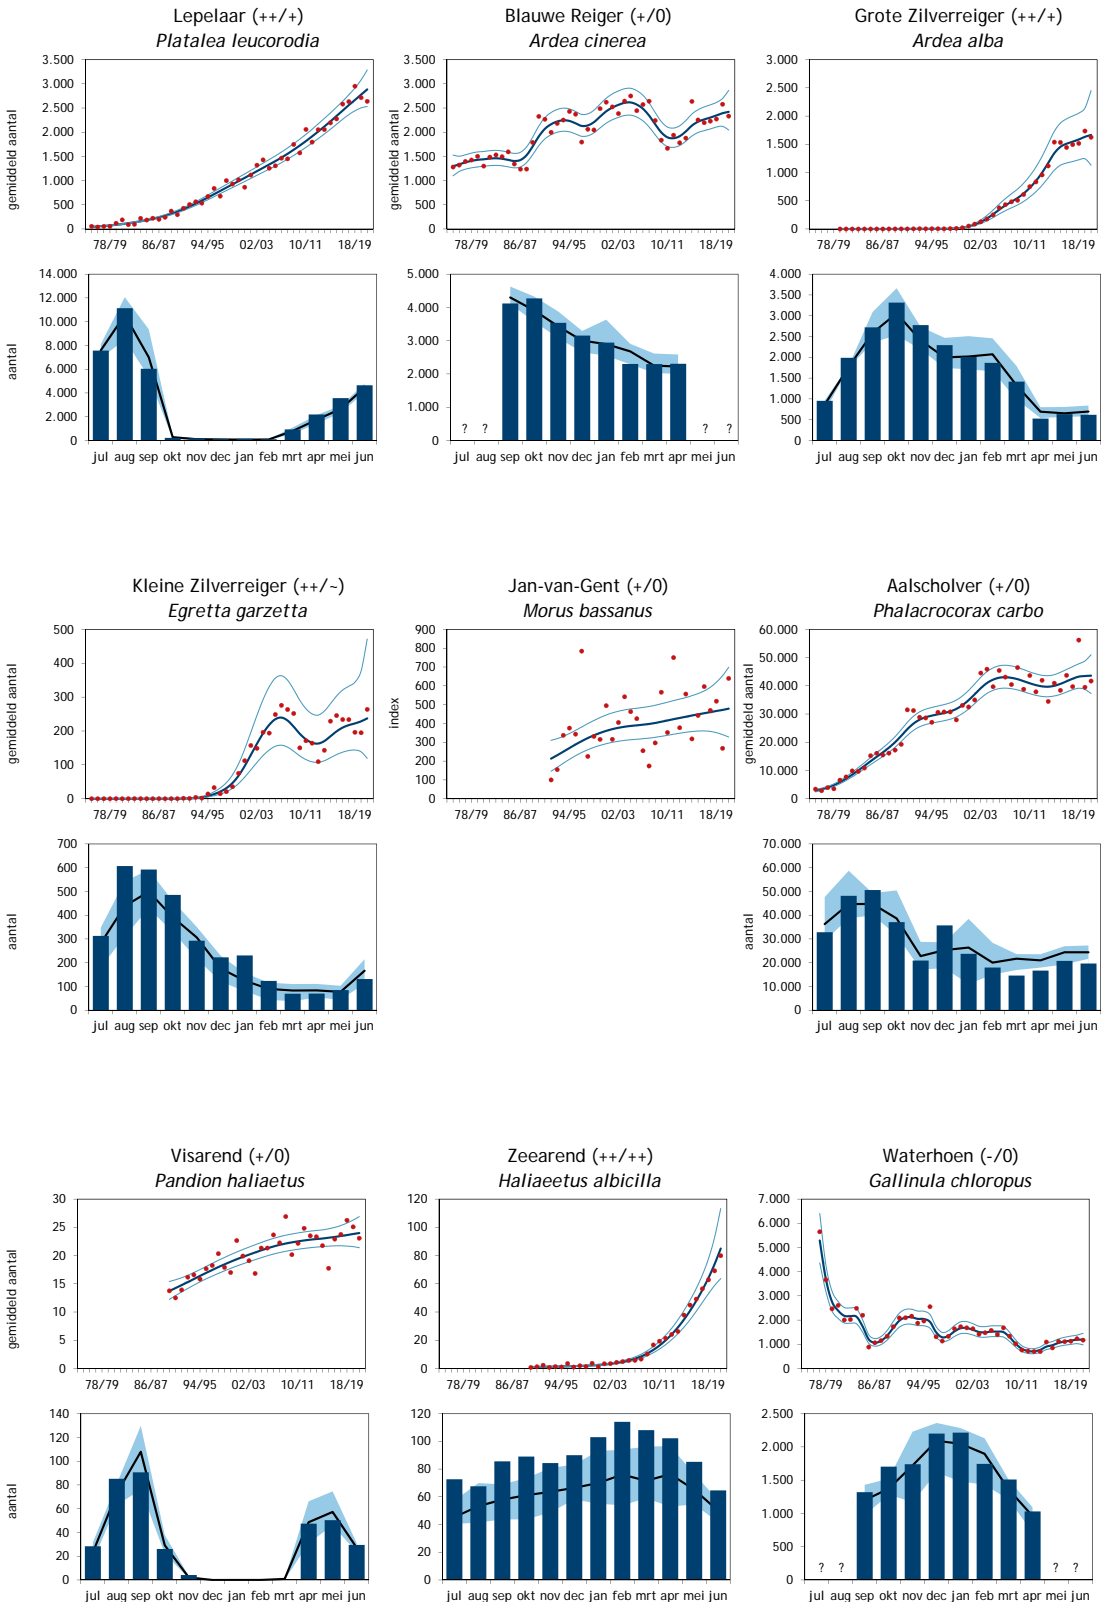 Lepelaar (++/+)
Platalea leucorodia
3.500
3.000
2.500
2.000
1.500
1.000
500
0
gemiddeld aantal
78/79 86/87 94/95 02/03 10/11 18/19
14.000
12.000
10.000
8.000
6.000
4.000
2.000
0
aantal
jul aug sep okt nov dec jan feb mrt apr mei jun
Blauwe Reiger (+/0)
Ardea cinerea
3.500
3.000
2.500
2.000
1.500
1.000
500
0
gemiddeld aantal
78/79 86/87 94/95 02/03 10/11 18/19
5.000
4.000
3.000
2.000
1.000
0
? ? ? ?
jul aug sep okt nov dec jan feb mrt apr mei jun
Grote Zilverreiger (++/+)
Ardea alba
3.000
2.500
2.000
1.500
1.000
500
0
gemiddeld aantal
78/79 86/87 94/95 02/03 10/11 18/19
4.000
3.500
3.000
2.500
2.000
1.500
1.000
500
0
jul aug sep okt nov dec jan feb mrt apr mei jun
Kleine Zilverreiger (++/~)
Egretta garzetta
500
400
300
200
100
0
gemiddeld aantal
78/79 86/87 94/95 02/03 10/11 18/19
700
600
500
400
300
200
100
0
aantal
jul aug sep okt nov dec jan feb mrt apr mei jun
Jan-van-Gent (+/0)
Morus bassanus
900
800
700
600
500
400
300
200
100
0
index
78/79 86/87 94/95 02/03 10/11 18/19
Aalscholver (+/0)
Phalacrocorax carbo
60.000
50.000
40.000
30.000
20.000
10.000
0
gemiddeld aantal
78/79 86/87 94/95 02/03 10/11 18/19
70.000
60.000
50.000
40.000
30.000
20.000
10.000
0
aantal
jul aug sep okt nov dec jan feb mrt apr mei jun
Visarend (+/0)
Pandion haliaetus
30
25
20
15
10
5
0
gemiddeld aantal
78/79 86/87 94/95 02/03 10/11 18/19
140
120
100
80
60
40
20
0
aantal
jul aug sep okt nov dec jan feb mrt apr mei jun
Zeearend (++/++)
Haliaeetus albicilla
120
100
80
60
40
20
0
78/79 86/87 94/95 02/03 10/11 18/19
120
100
80
60
40
20
0
jul aug sep okt nov dec jan feb mrt apr mei jun
Waterhoen (-/0)
Gallinula chloropus
7.000
6.000
5.000
4.000
3.000
2.000
1.000
0
78/79 86/87 94/95 02/03 10/11 18/19
2.500
2.000
1.500
1.000
500
0
? ? ? ?
jul aug sep okt nov dec jan feb mrt apr mei jun